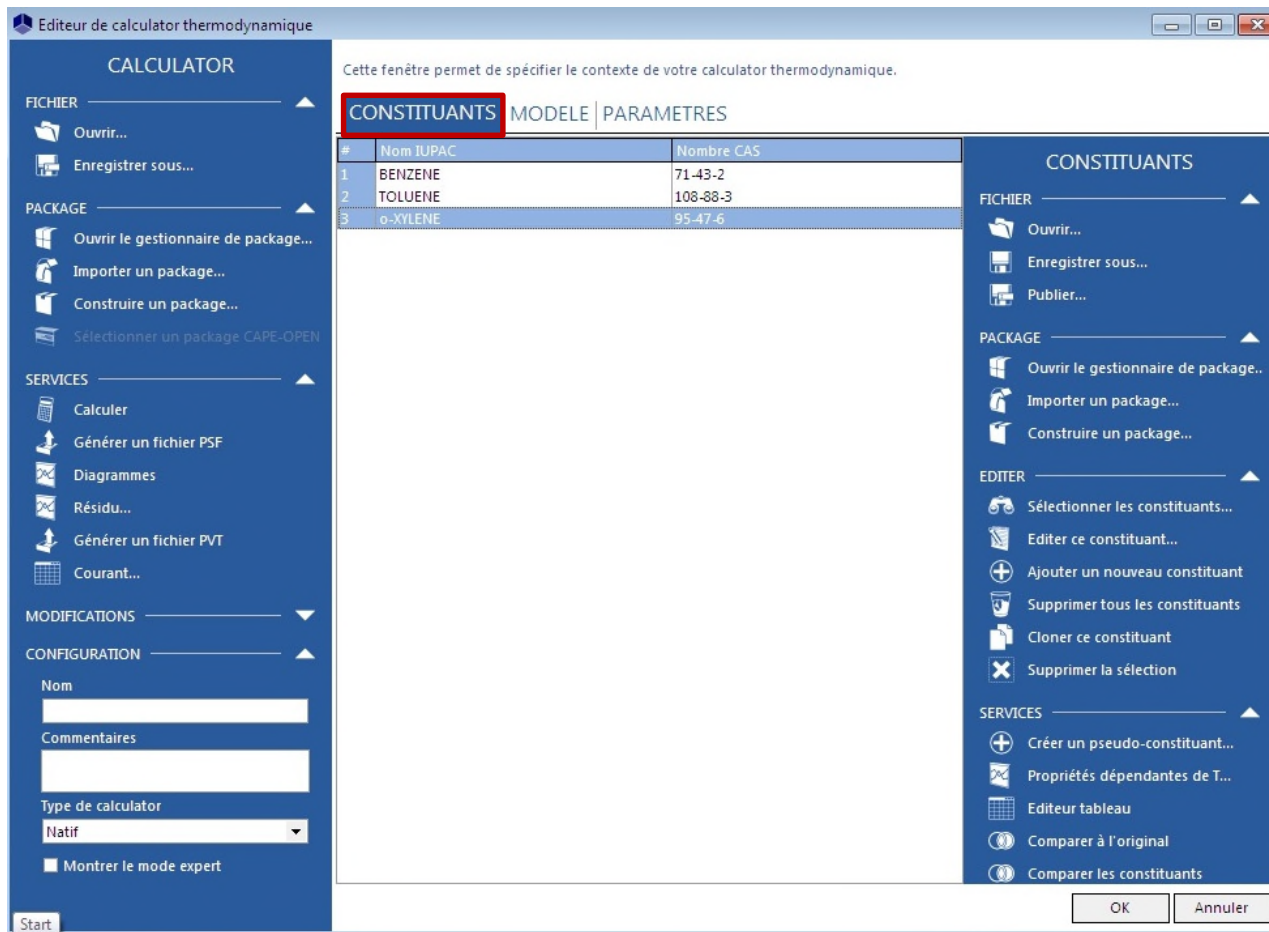 Editeur de calculator thermodynamique
CALCULATOR
FICHIER
Ouvrir...
Enregistrer sous...
PACKAGE
Ouvrir le gestionnaire de package...
Importer un package...
Construire un package...
Sélectionner un package CAPE-OPEN
SERVICES
Calculer
Générer un fichier PSF
Diagrammes
Résidu...
Générer un fichier PVT
Courant...
MODIFICATIONS
CONFIGURATION
Nom
Commentaires
Type de calculator
Natif
Montrer le mode expert
Start
Cette fenêtre permet de spécifier le contexte de votre calculator thermodynamique.
CONSTITUANTS MODELE PARAMETRES
# Nom IUPAC Nombre CAS
1 BENZENE 71-43-2
2 TOLUENE 108-88-3
3 o-XYLENE 95-47-6
CONSTITUANTS
FICHIER
Ouvrir...
Enregistrer sous...
Publier...
PACKAGE
Ouvrir le gestionnaire de package..
Importer un package...
Construire un package...
EDITER
Sélectionner les constituants...
Editer ce constituant...
Ajouter un nouveau constituant
Supprimer tous les constituants
Cloner ce constituant
Supprimer la sélection
SERVICES
Créer un pseudo-constituant...
Propriétés dépendantes de T...
Editeur tableau
Comparer à l'original
Comparer les constituants
OK Annuler